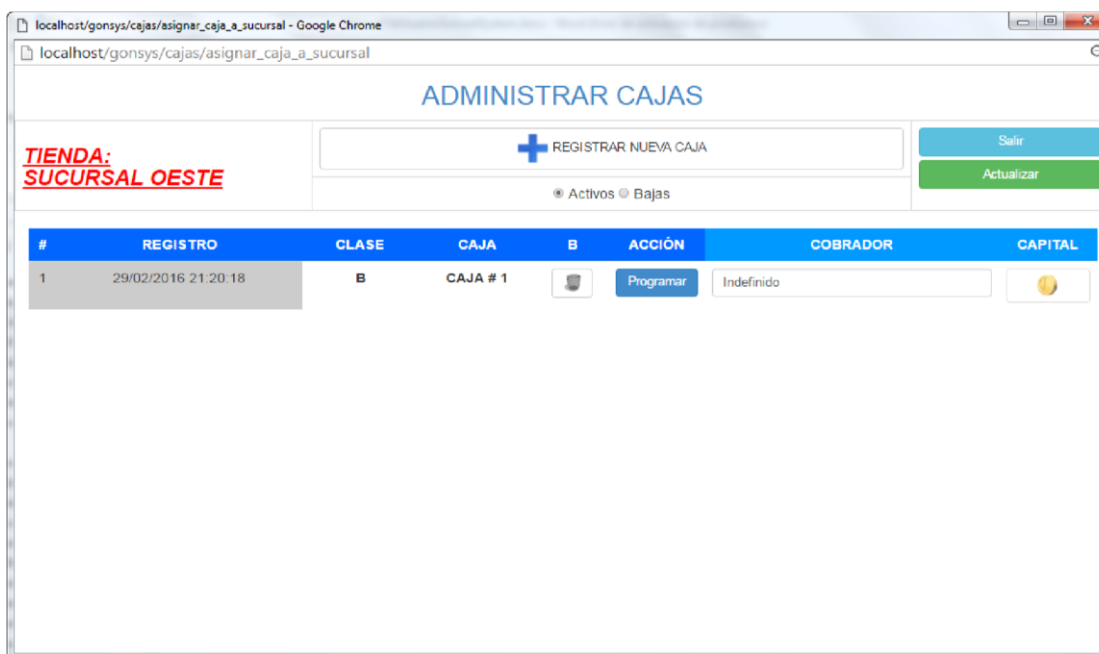 localhost/gonsys/cajas/asignar_caja_a_sucursal - Google Chrome
localhost/gonsys/cajas/asignar_caja_a_sucursal
ADMINISTRAR CAJAS
TIENDA:
SUCURSAL OESTE
REGISTRAR NUEVA CAJA
Activos Bajas
Salir
Actualizar
# REGISTRO CLASE CAJA B ACCIÓN COBRADOR CAPITAL
1 29/02/2016 21:20:18 B CAJA # 1 Programar Indefinido